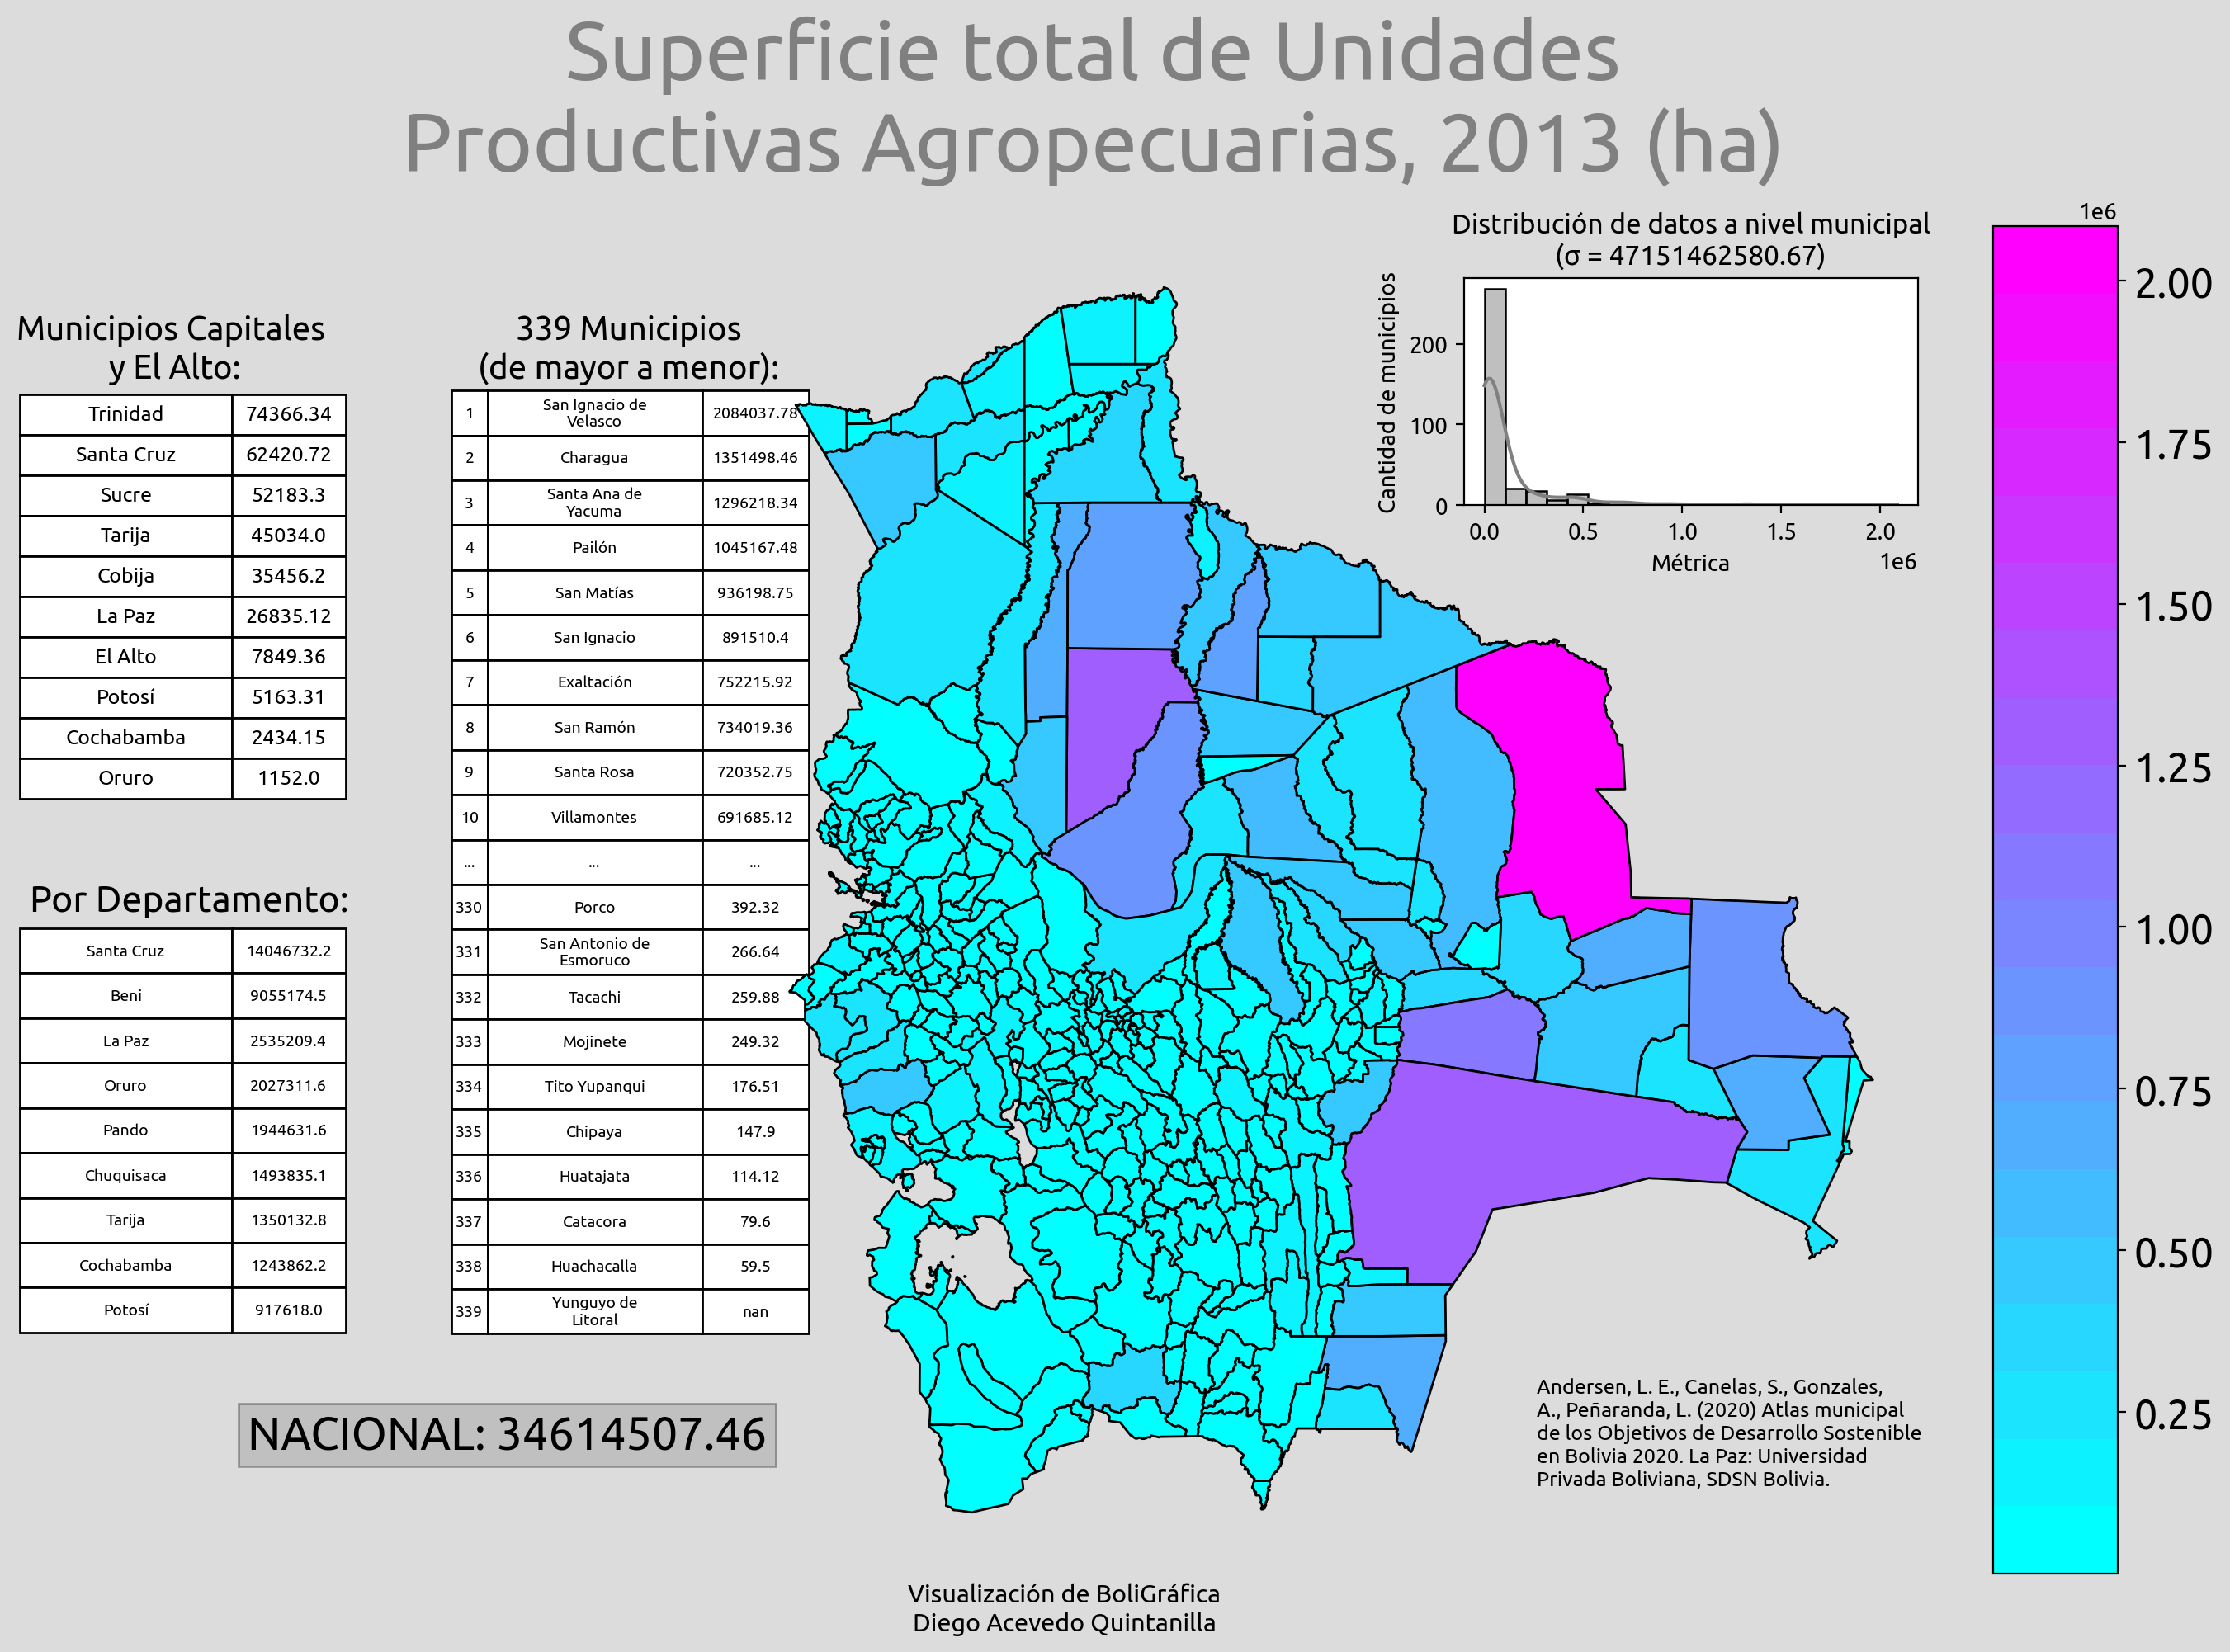 Superficie total de Unidades
Productivas Agropecuarias, 2013 (ha)
Municipios Capitales
y El Alto:
Trinidad 74366.34
Santa Cruz 62420.72
Sucre 52183.3
Tarija 45034.0
Cobija 35456.2
La Paz 26835.12
El Alto 7849.36
Potosí 5163.31
Cochabamba 2434.15
Oruro 1152.0
Por Departamento:
Santa Cruz 14046732.2
Beni 9055174.5
La Paz 2535209.4
Oruro 2027311.6
Pando 1944631.6
Chuquisaca 1493835.1
Tarija 1350132.8
Cochabamba 1243862.2
Potosí 917618.0
NACIONAL: 34614507.46
339 Municipios
(de mayor a menor):
1 San Ignacio de
Velasco 2084037.78
2 Charagua 1351498.46
3 Santa Ana de
Yacuma 1296218.34
4 Pailón 1045167.48
5 San Matías 936198.75
6 San Ignacio 891510.4
7 Exaltación 752215.92
8 San Ramón 734019.36
9 Santa Rosa 720352.75
10 Villamontes 691685.12
... ... ...
330 Porco 392.32
331 San Antonio de
Esmoruco 266.64
332 Tacachi 259.88
333 Mojinete 249.32
334 Tito Yupanqui 176.51
335 Chipaya 147.9
336 Huatajata 114.12
337 Catacora 79.6
338 Huachacalla 59.5
339 Yunguyo de
Litoral nan
Distribución de datos a nivel municipal
(σ = 47151462580.67)
Cantidad de municipios
200
100
0
0.0 0.5 1.0 1.5 2.0
Métrica 1e6
1e6
2.00
1.75
1.50
1.25
1.00
0.75
0.50
0.25
Andersen, L. E., Canelas, S., Gonzales,
A., Peñaranda, L. (2020) Atlas municipal
de los Objetivos de Desarrollo Sostenible
en Bolivia 2020. La Paz: Universidad
Privada Boliviana, SDSN Bolivia.
Visualización de BoliGráfica
Diego Acevedo Quintanilla